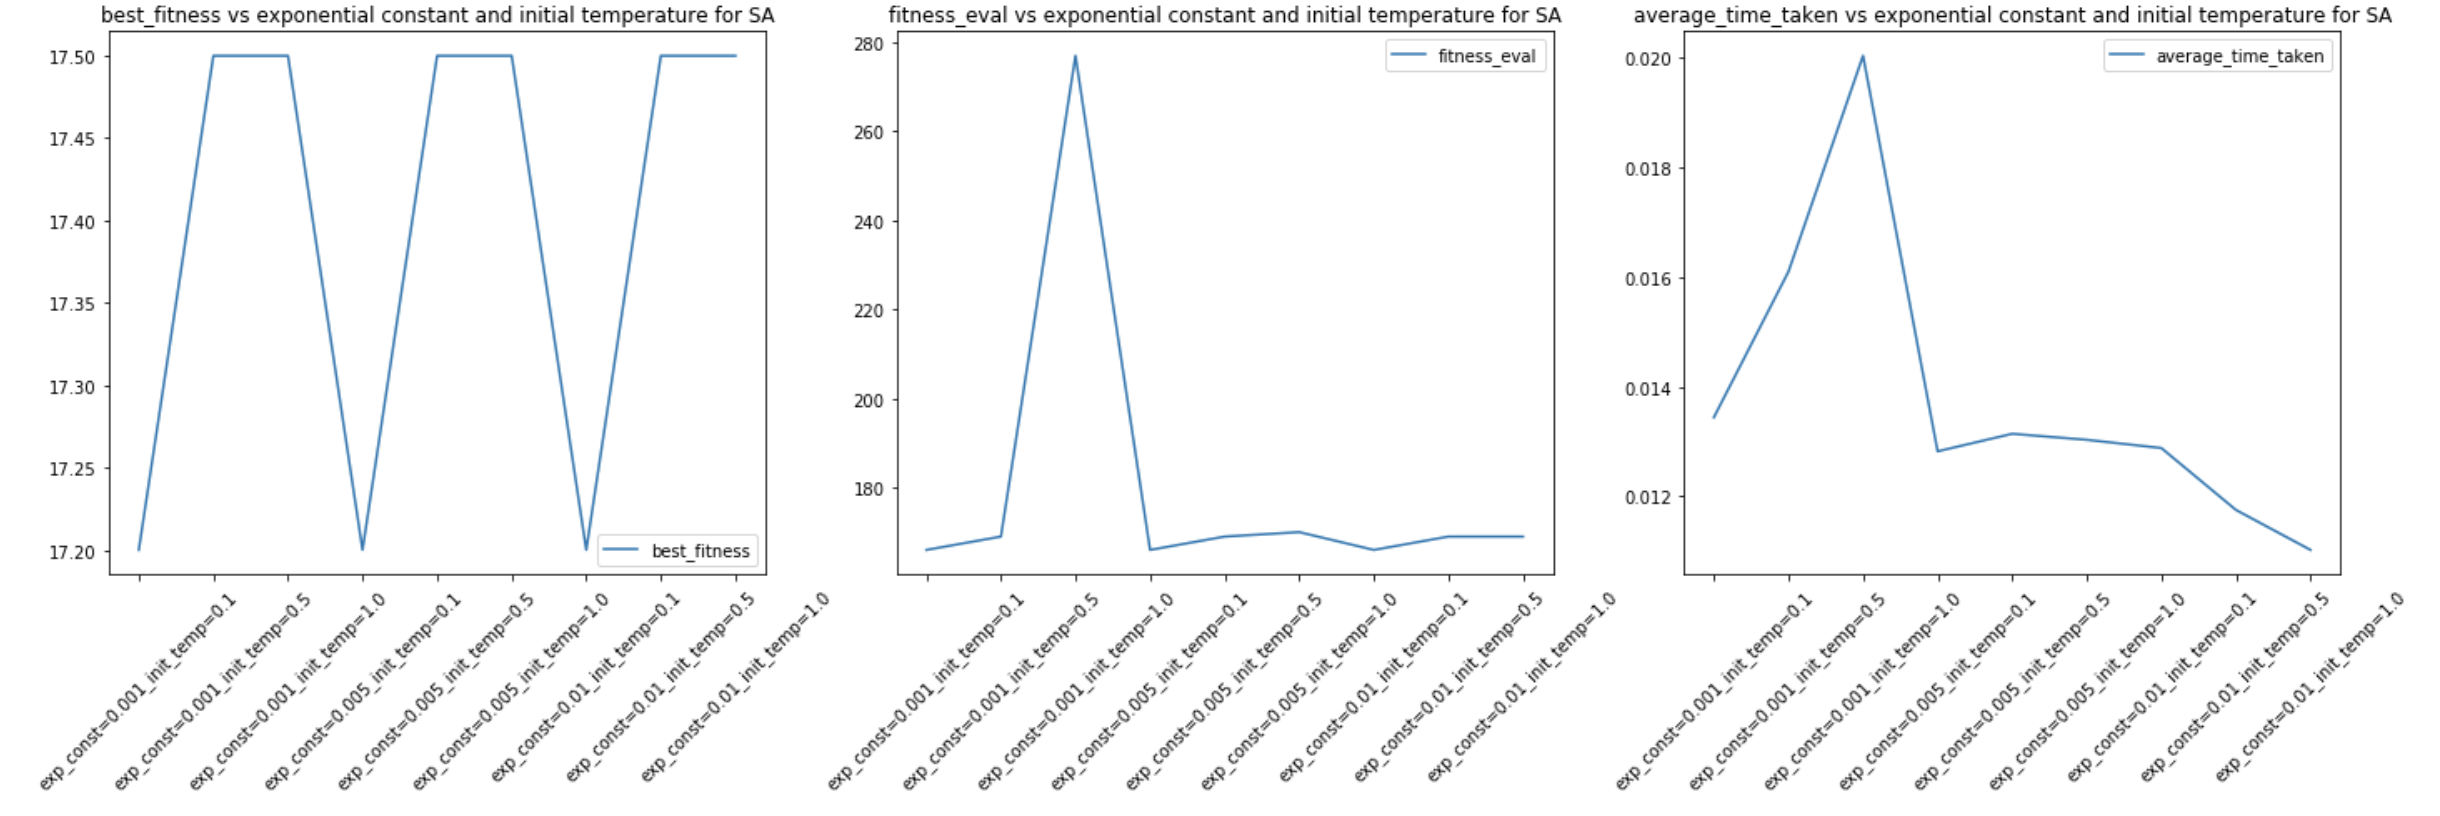 best_fitness vs exponential constant and initial temperature for SA
17.50
17.45
17.40
17.35
17.30
17.25
17.20
best_fitness
exp_const=0.001_init_temp=0.1
exp_const=0.001_init_temp=0.5
exp_const=0.001_init_temp=1.0
exp_const=0.005_init_temp=0.1
exp_const=0.005_init_temp=0.5
exp_const=0.005_init_temp=1.0
exp_const=0.01_init_temp=0.1
exp_const=0.01_init_temp=0.5
exp_const=0.01_init_temp=1.0
fitness_eval vs exponential constant and initial temperature for SA
280
260
240
220
200
180
fitness_eval
exp_const=0.001_init_temp=0.1
exp_const=0.001_init_temp=0.5
exp_const=0.001_init_temp=1.0
exp_const=0.005_init_temp=0.1
exp_const=0.005_init_temp=0.5
exp_const=0.005_init_temp=1.0
exp_const=0.01_init_temp=0.1
exp_const=0.01_init_temp=0.5
exp_const=0.01_init_temp=1.0
average_time_taken vs exponential constant and initial temperature for SA
0.020
0.018
0.016
0.014
0.012
average_time_taken
exp_const=0.001_init_temp=0.1
exp_const=0.001_init_temp=0.5
exp_const=0.001_init_temp=1.0
exp_const=0.005_init_temp=0.1
exp_const=0.005_init_temp=0.5
exp_const=0.005_init_temp=1.0
exp_const=0.01_init_temp=0.1
exp_const=0.01_init_temp=0.5
exp_const=0.01_init_temp=1.0